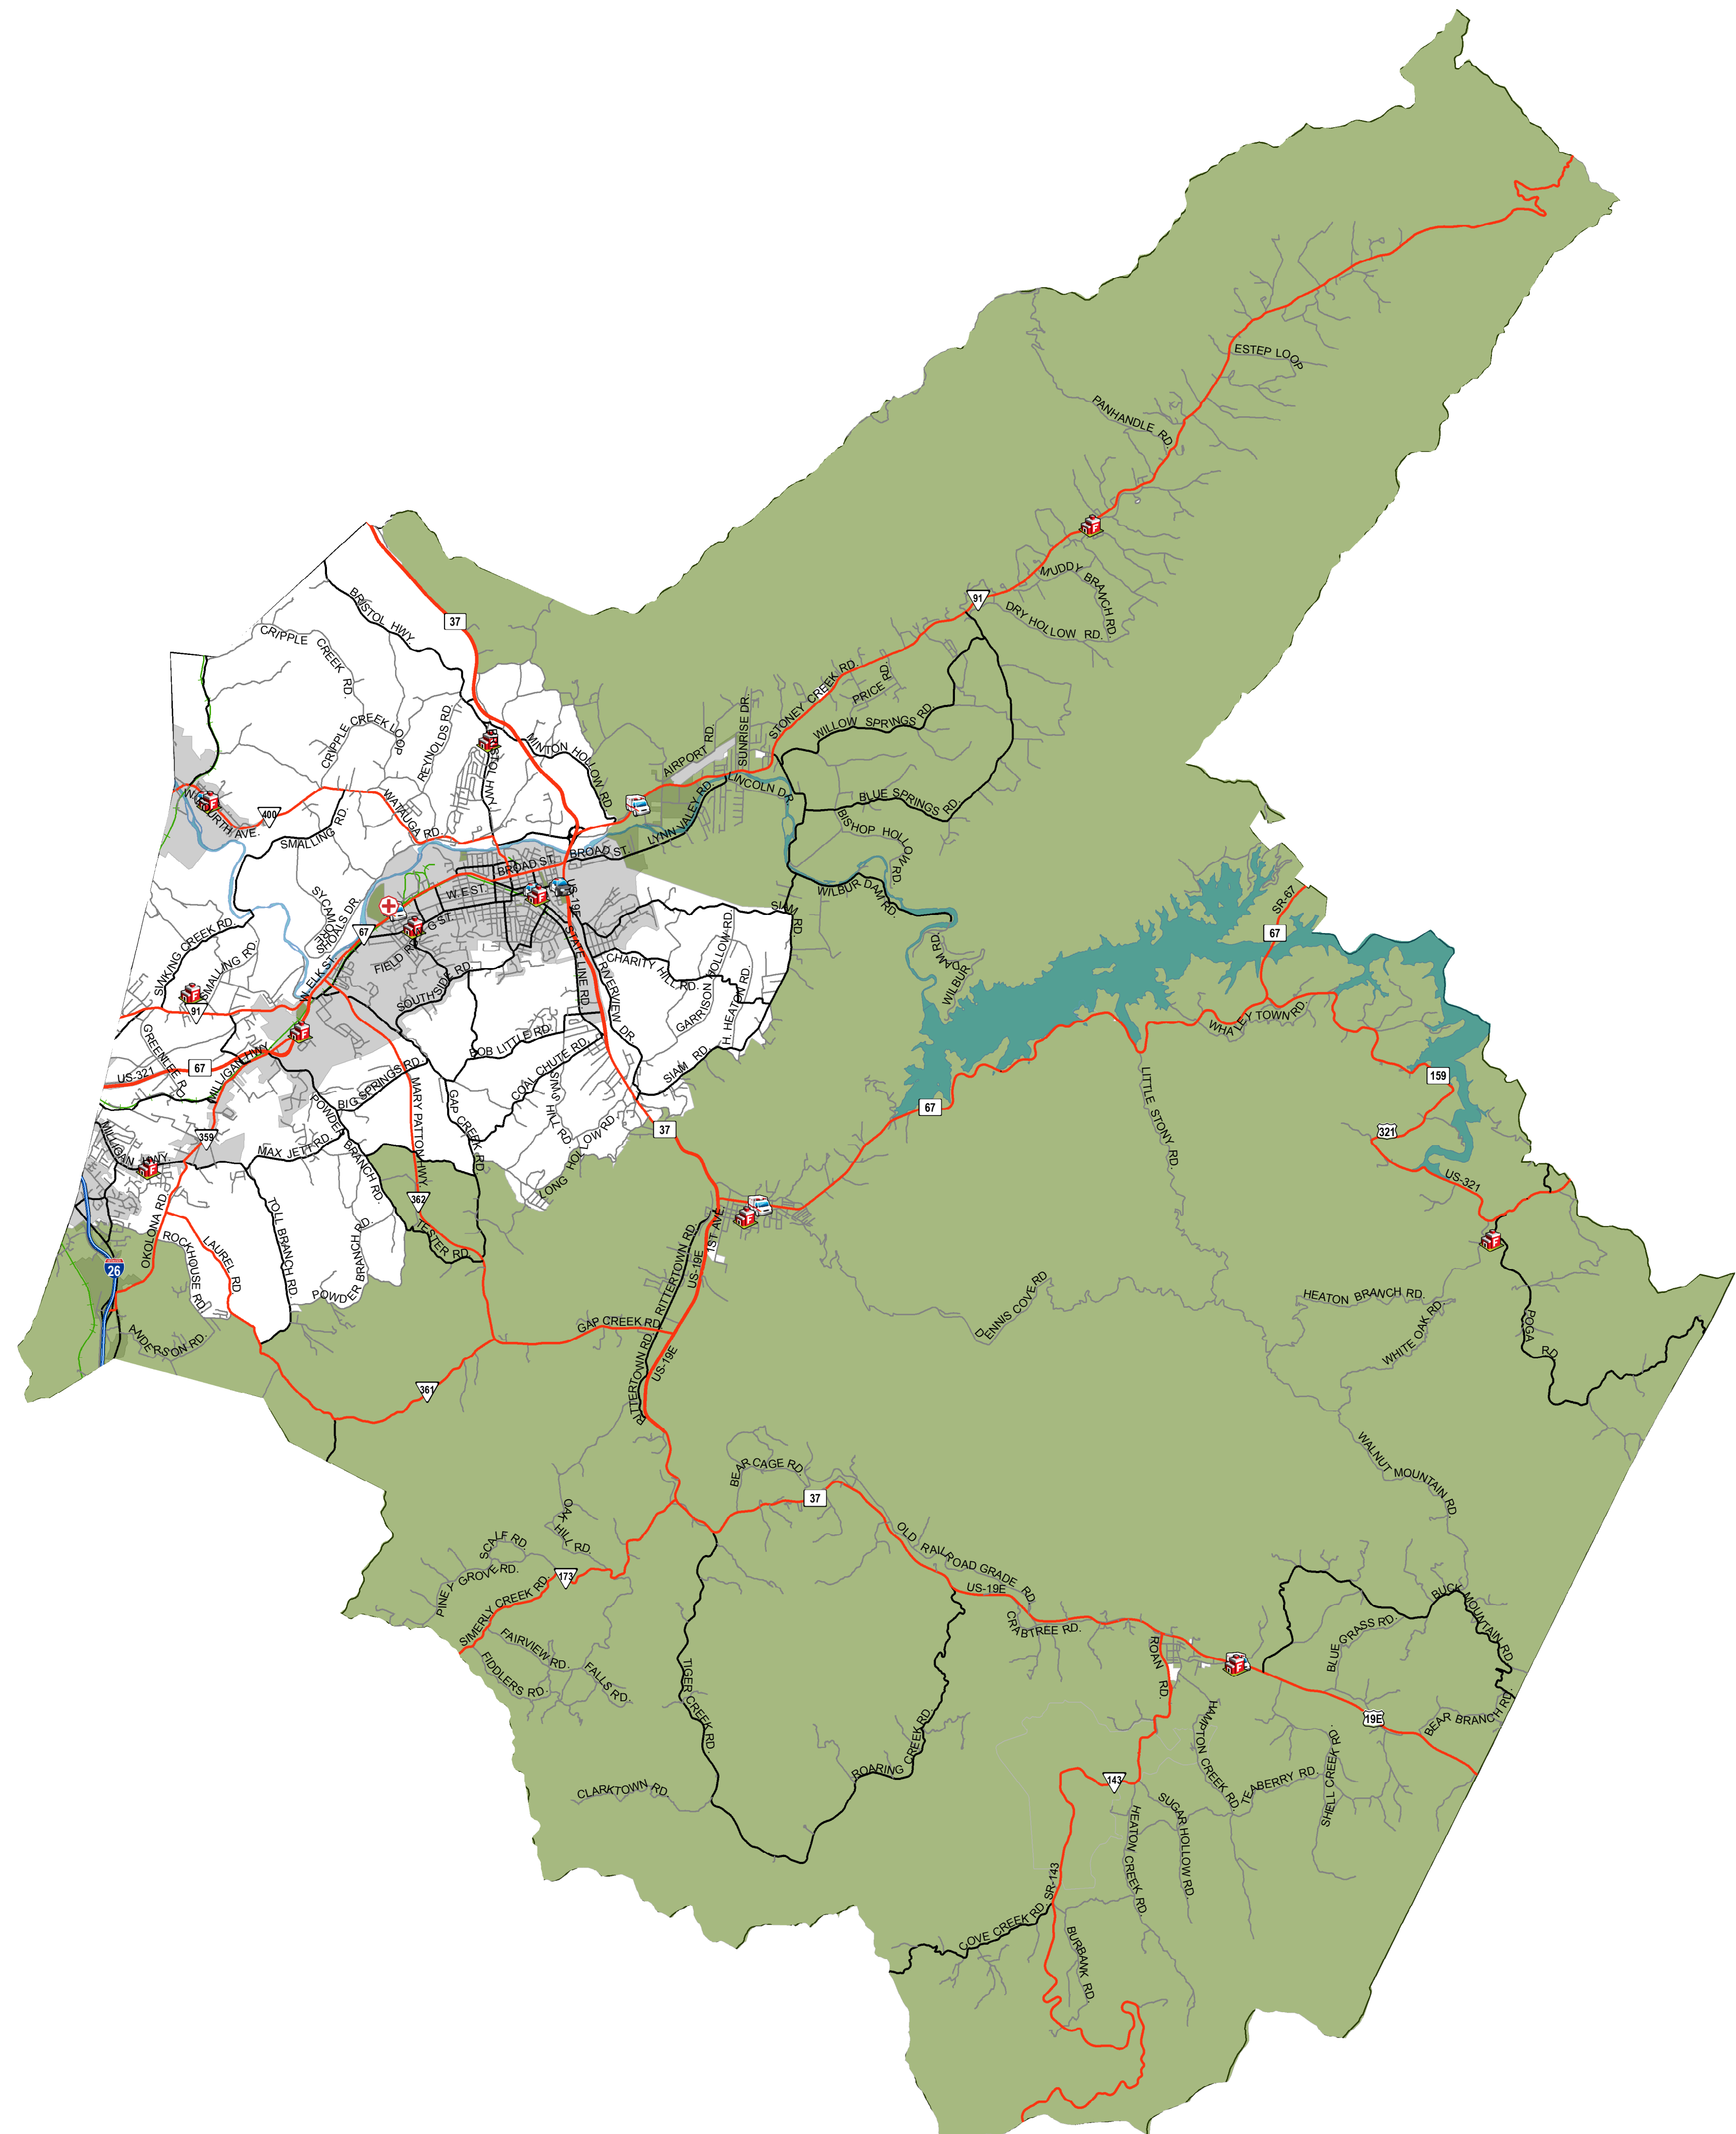 ESTEP LOOP
PANHANDLE RD.
MUDDY BRANCH RD.
91
DRY HOLLOW RD.
BRISTOL HWY.
37
CRIPPLE CREEK RD.
STONEY CREEK RD.
PRICE RD.
WILLOW SPRINGS RD.
SUNRISE DR.
AIRPORT RD.
CRIPPLE CREEK LOOP
REYNOLDS RD.
BRISTOL HWY.
MINTON HOLLOW RD.
LINCOLN DR.
BLUE SPRINGS RD.
BISHOP HOLLOW RD.
400
WATAUGA RD.
SMALLING RD.
LYNN VALLEY RD.
BROAD ST.
BROAD ST.
W. E ST.
G ST.
US-19E
WILBUR DAM RD.
SIAM RD.
SYCAMORE SHOALS DR.
67
SR-67
67
SINKING CREEK RD.
SMALLING RD.
W. ELK ST.
SOUTHSIDE RD.
STATE LINE RD.
RIVERVIEW DR.
CHARITY HILL RD.
GARRISON HOLLOW RD.
H. HEATON RD.
WILBUR DAM RD.
91
WHALEY TOWN RD.
GREENLEE RD.
US-321
67
MILLIGAN HWY.
BOB LITTLE RD.
COAL CHUTE RD.
SIAM RD.
BIG SPRINGS RD.
MARY PATTON HWY.
GAP CREEK RD.
SIMS HILL RD.
LITTLE STONY RD.
159
67
37
321
359
MILLIGAN HWY.
MAX JETT RD.
POWDER BRANCH RD.
LONG HOLLOW RD.
US-321
362
TESTER RD.
OKOLONA RD.
ROCKHOUSE RD.
LAUREL RD.
TOLL BRANCH RD.
POWDER BRANCH RD.
26
ANDERSON RD.
1ST AVE.
RITTERTOWN RD.
US-19E
DENNIS COVE RD.
HEATON BRANCH RD.
WHITE OAK RD.
POGA RD.
GAP CREEK RD.
RITTERTOWN RD.
US-19E
361
WALNUT MOUNTAIN RD.
BEAR CAGE RD.
37
OAK HILL RD.
SCALF RD.
PINEY GROVE RD.
173
SIMERLY CREEK RD.
OLD RAILROAD GRADE RD.
US-19E
CRABTREE RD.
BUCK MOUNTAIN RD.
BLUE GRASS RD.
FAIRVIEW RD.
FIDDLERS RD.
FALLS RD.
TIGER CREEK RD.
ROAN RD.
19E
BEAR BRANCH RD.
HAMPTON CREEK RD.
ROARING CREEK RD.
CLARKTOWN RD.
143
TEABERRY RD.
SHELL CREEK RD.
SUGAR HOLLOW RD.
HEATON CREEK RD.
SR-143
COVE CREEK RD.
BURBANK RD.